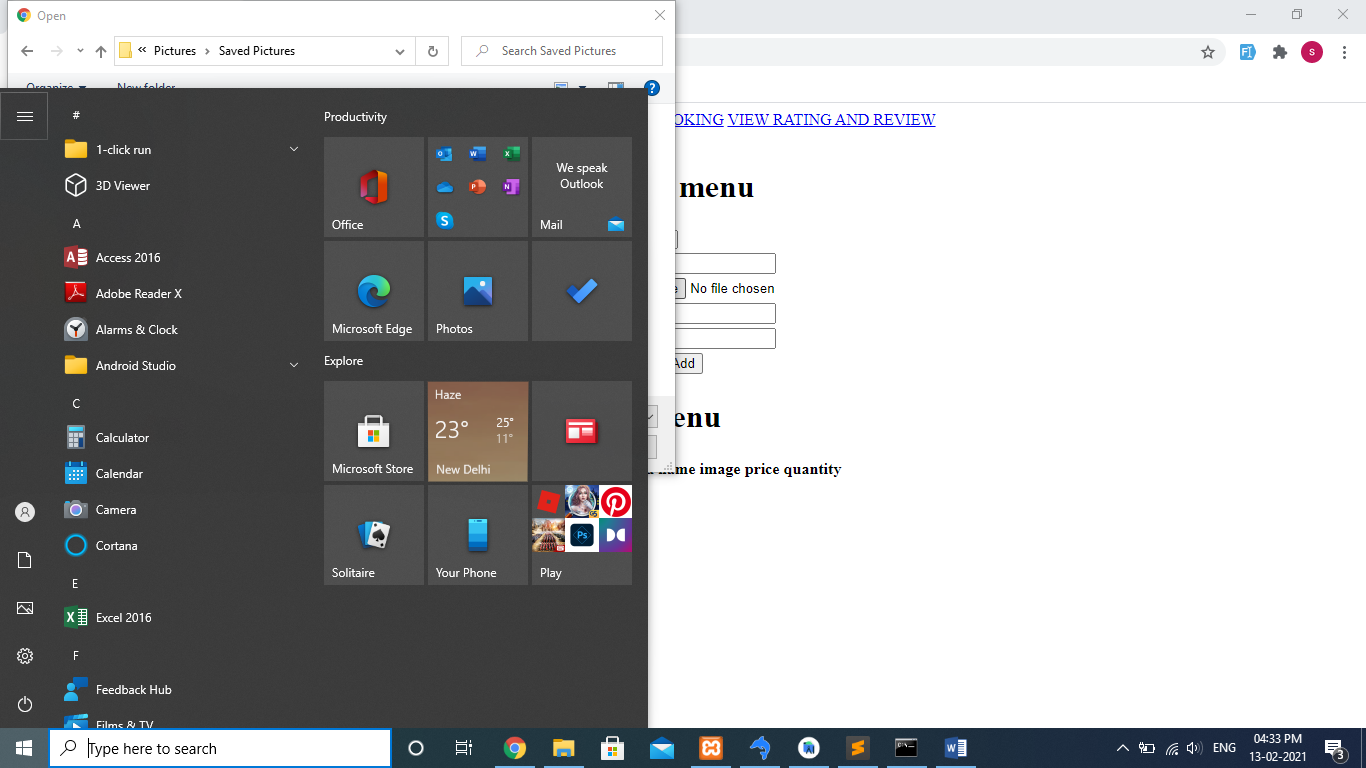 Open
Pictures Saved Pictures
Search Saved Pictures
S
?
OKING VIEW RATING AND REVIEW
menu
No file chosen
Add
enu
name image price quantity
#
1-click run
3D Viewer
A
Access 2016
Adobe Reader X
Alarms & Clock
Android Studio
C
Calculator
Calendar
Camera
Cortana
E
Excel 2016
F
Feedback Hub
Films & TV
Productivity
Office
We speak
Outlook
Mail
Microsoft Edge
Photos
Explore
Microsoft Store
Haze
23° 25°
11°
New Delhi
Solitaire
Your Phone
Ps
Play
Type here to search
ENG
04:33 PM
13-02-2021
3